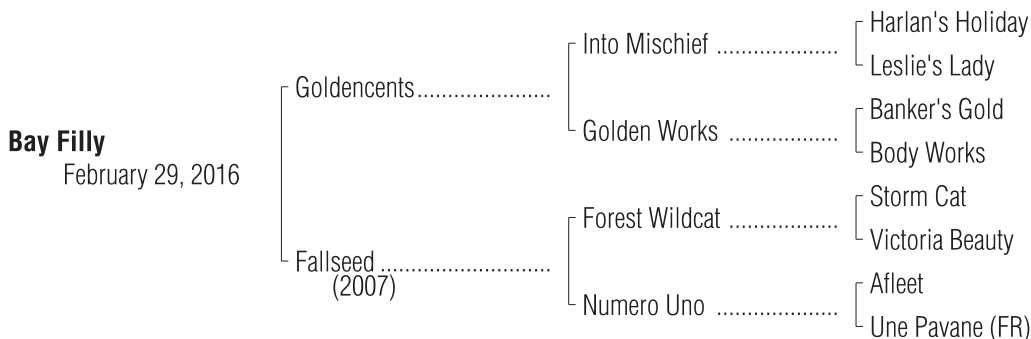 Harlan's Holiday
Into Mischief ....................
Leslie's Lady
Goldencents......................
Banker's Gold
Golden Works ..................
Body Works
Bay Filly
February 29, 2016
Storm Cat
Forest Wildcat ..................
Victoria Beauty
Fallseed ............................
(2007)
Afleet
Numero Uno ....................
Une Pavane (FR)